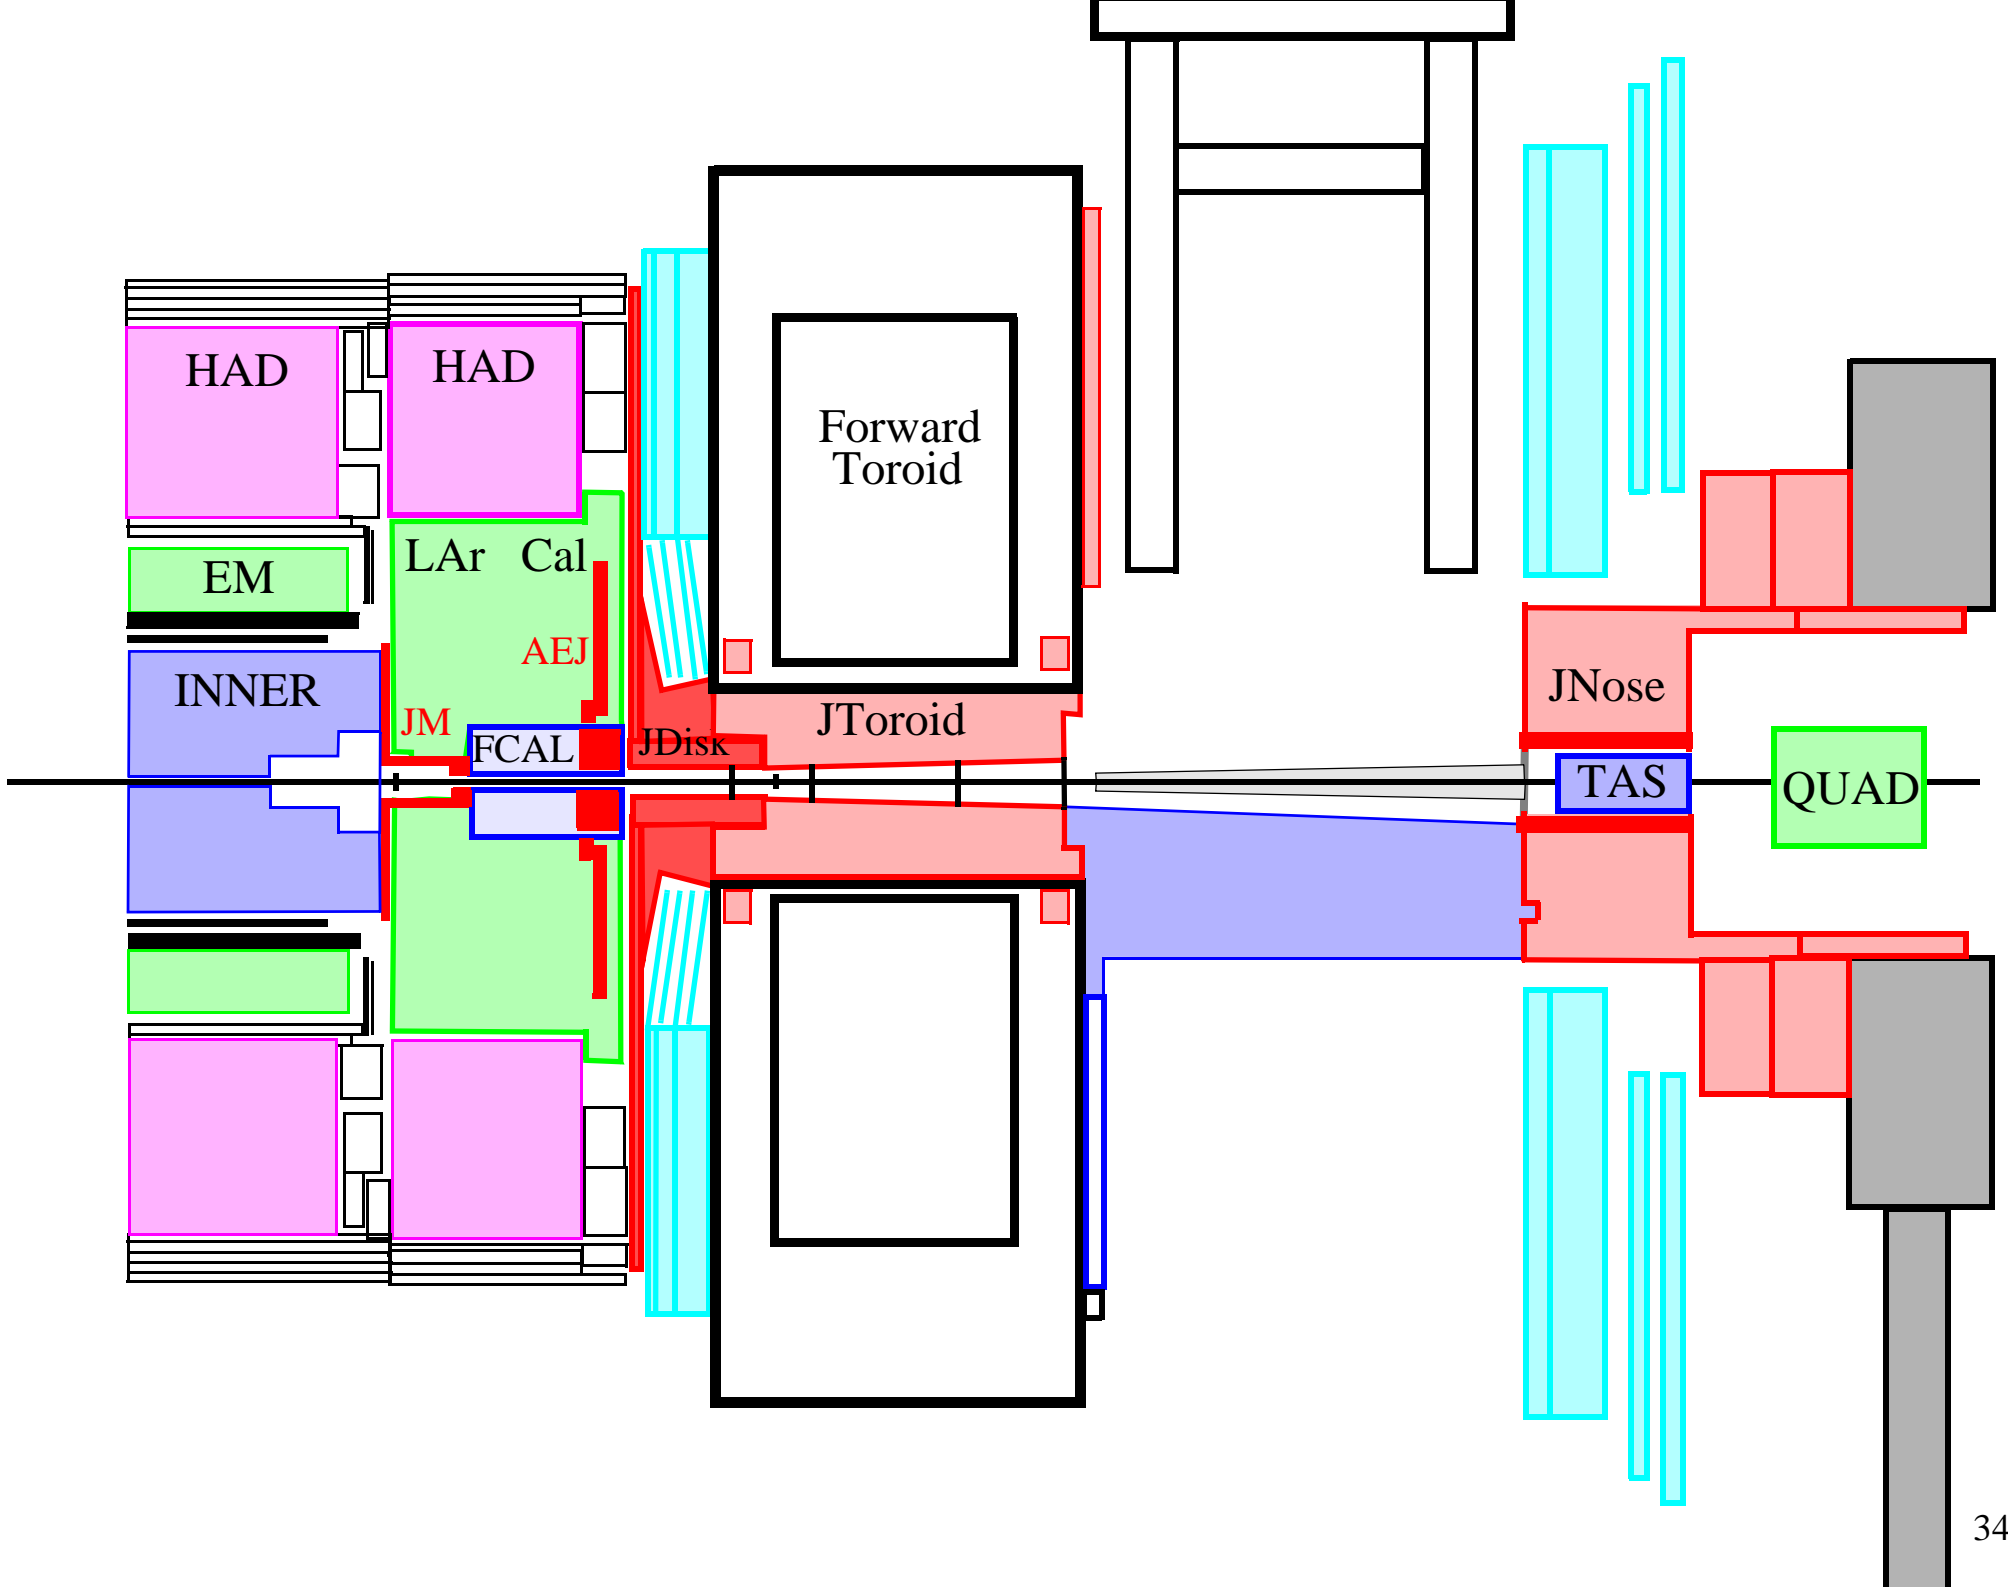 HAD
HAD
Forward
Toroid
LAr Cal
EM
AEJ
INNER
JM
JNose
JToroid
FCAL
JDisk
TAS
QUAD
34